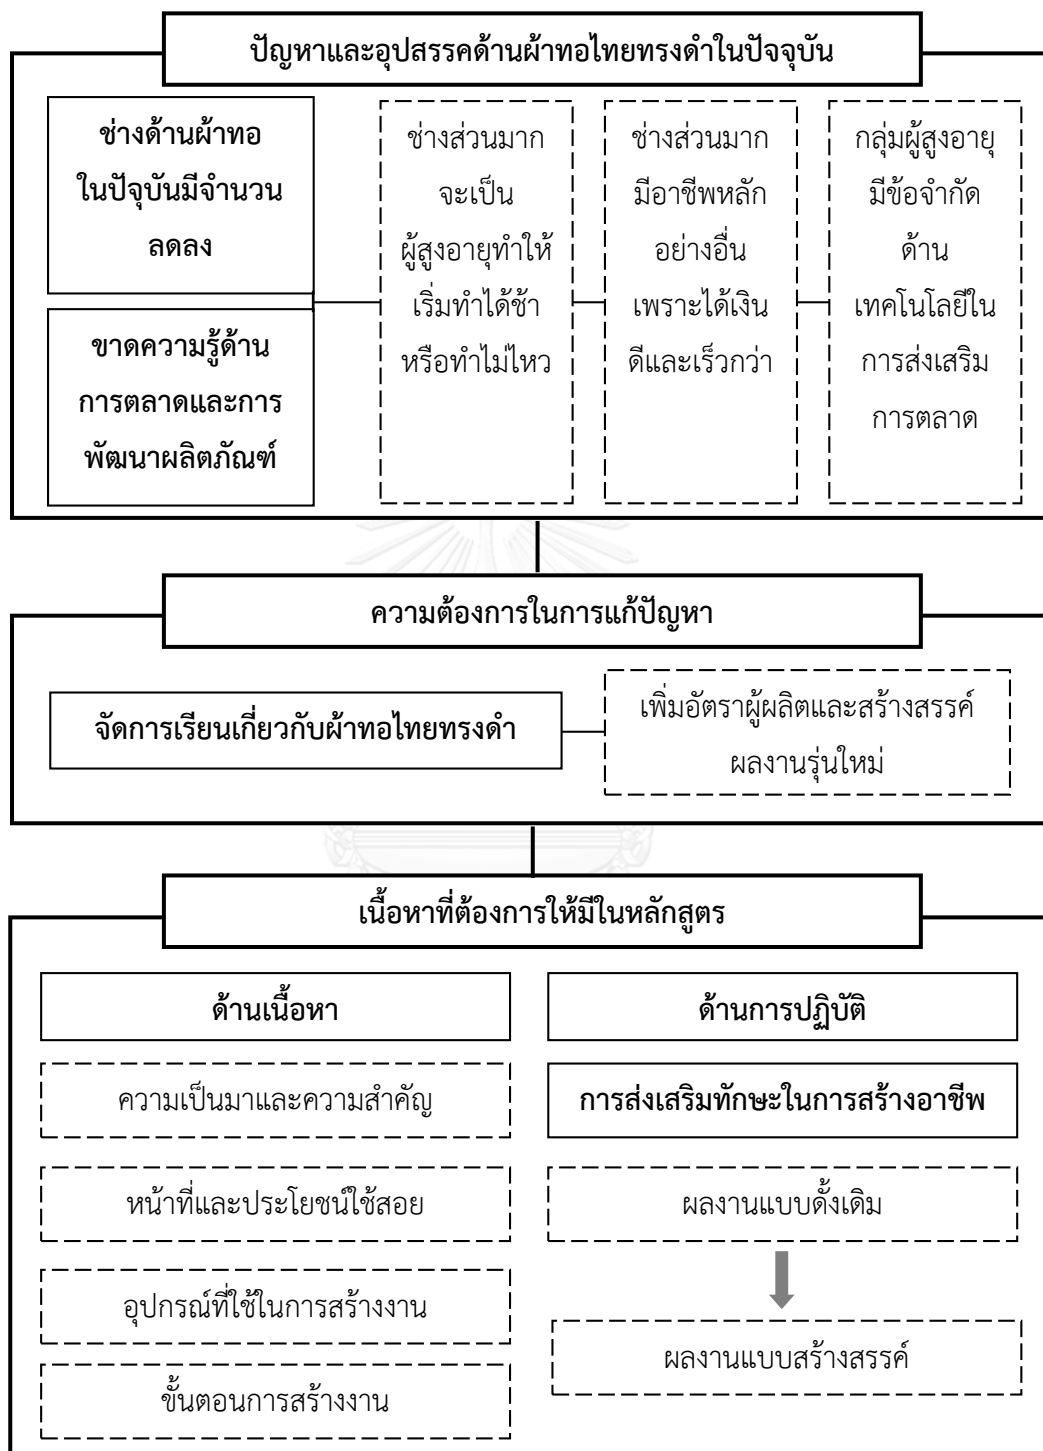 ปัญหาและอุปสรรคด้านผ้าทอไทยทรงดำในปัจจุบัน
ช่างด้านผ้าทอ
ในปัจุบันมีจำนวน
ลดลง
ขาดความรู้ด้าน
การตลาดและการ
พัฒนาผลิตภัณฑ์
ช่างส่วนมาก
จะเป็น
ผู้สูงอายุทำให้
เริ่มทำได้ช้า
หรือทำไม่ไหว
ช่างส่วนมาก
มีอาชีพหลัก
อย่างอื่น
เพราะได้เงิน
ดีและเร็วกว่า
กลุ่มผู้สูงอายุ
มีข้อจำกัด
ด้าน
เทคโนโลยีใน
การส่งเสริม
การตลาด
ความต้องการในการแก้ปัญหา
จัดการเรียนเกี่ยวกับผ้าทอไทยทรงดำ
เพิ่มอัตราผู้ผลิตและสร้างสรรค์
ผลงานรุ่นใหม่
เนื้อหาที่ต้องการให้มีในหลักสูตร
ด้านเนื้อหา
ความเป็นมาและความสำคัญ
หน้าที่และประโยชน์ใช้สอย
อุปกรณ์ที่ใช้ในการสร้างงาน
ขั้นตอนการสร้างงาน
ด้านการปฏิบัติ
การส่งเสริมทักษะในการสร้างอาชีพ
ผลงานแบบดั้งเดิม
ผลงานแบบสร้างสรรค์